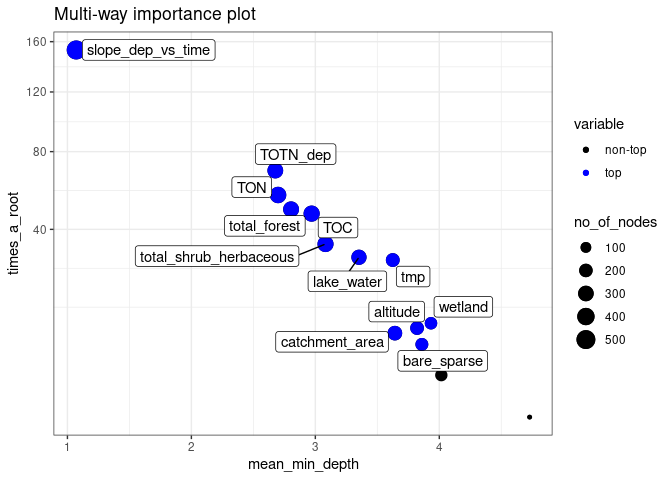 Multi-way importance plot
160
120
80
40
times_a_root
slope_dep_vs_time
TOTN_dep
TON
total_forest
TOC
total_shrub_herbaceous
lake_water
tmp
altitude
wetland
catchment_area
bare_sparse
1
2
3
4
mean_min_depth
variable
non-top
top
no_of_nodes
100
200
300
400
500